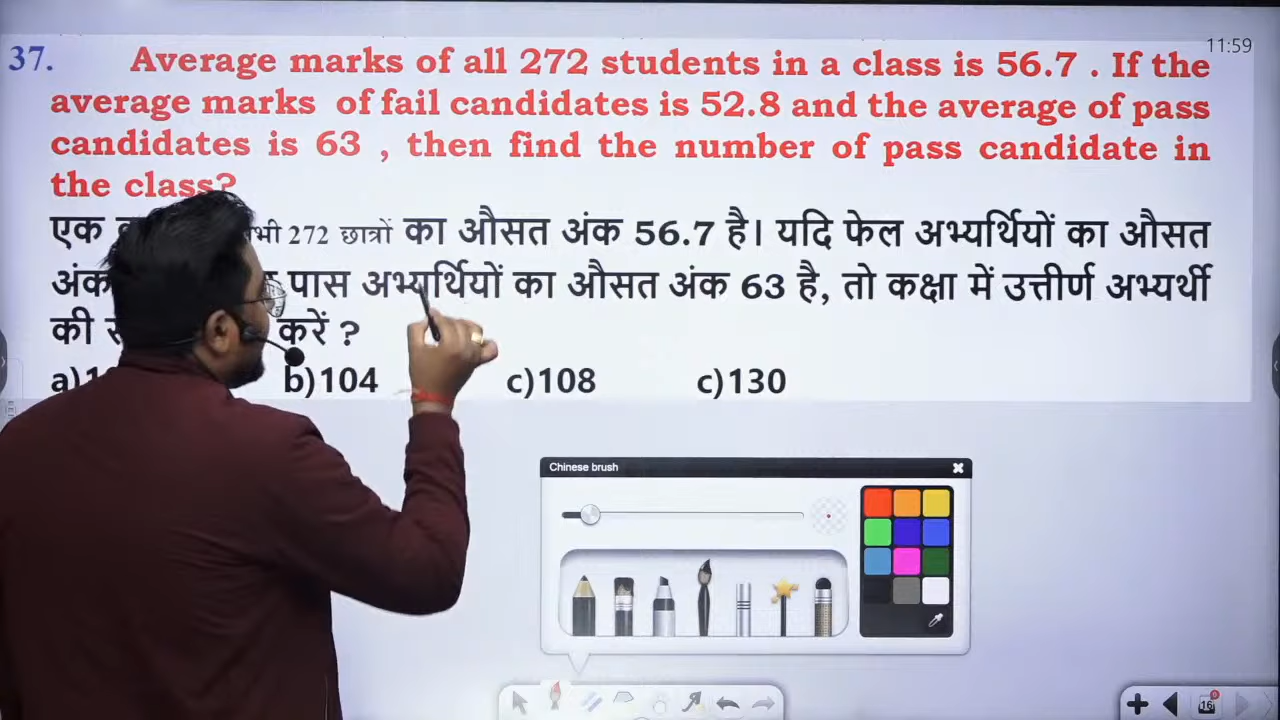 11:59
37. Average marks of all 272 students in a class is 56.7 . If the
average marks of fail candidates is 52.8 and the average of pass
candidates is 63 , then find the number of pass candidate in
the class?
एक 272 छात्रों का औसत अंक 56.7 है। यदि फेल अभ्यर्थियों का औसत
अंक पास अभ्यर्थियों का औसत अंक 63 है, तो कक्षा में उत्तीर्ण अभ्यर्थी
की करें ?
a) b)104 c)108 c)130
Chinese brush
16